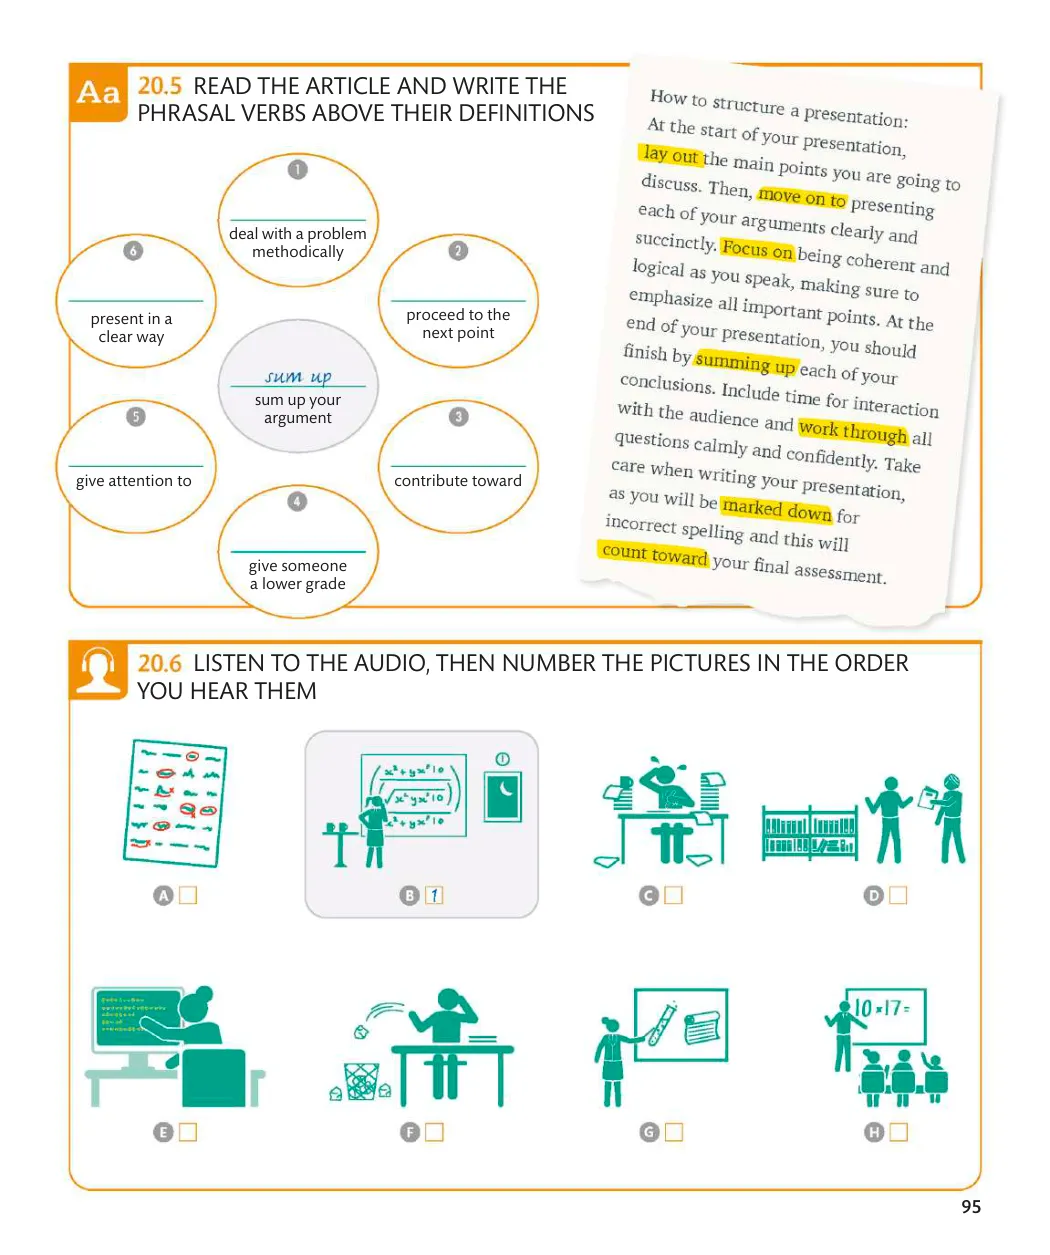 Aa 20.5 READ THE ARTICLE AND WRITE THE
PHRASAL VERBS ABOVE THEIR DEFINITIONS
1
deal with a problem
methodically
2
proceed to the
next point
3
contribute toward
4
give someone
a lower grade
5
give attention to
6
present in a
clear way
sum up
sum up your
argument
How to structure a presentation:
At the start of your presentation,
lay out the main points you are going to
discuss. Then, move on to presenting
each of your arguments clearly and
succinctly. Focus on being coherent and
logical as you speak, making sure to
emphasize all important points. At the
end of your presentation, you should
finish by summing up each of your
conclusions. Include time for interaction
with the audience and work through all
questions calmly and confidently. Take
care when writing your presentation,
as you will be marked down for
incorrect spelling and this will
count toward your final assessment.
20.6 LISTEN TO THE AUDIO, THEN NUMBER THE PICTURES IN THE ORDER
YOU HEAR THEM
A
B 1
C
D
E
F
G
10 × 17 =
H
95